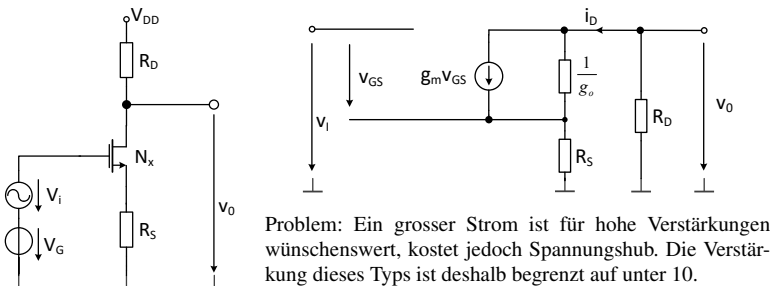 V_DD
R_D
N_x
V_i
V_G
R_S
v_0
i_D
v_GS
g_m v_GS
1/g_o
v_I
R_S
R_D
v_0
Problem: Ein grosser Strom ist für hohe Verstärkungen
wünschenswert, kostet jedoch Spannungshub. Die Verstär-
kung dieses Typs ist deshalb begrenzt auf unter 10.